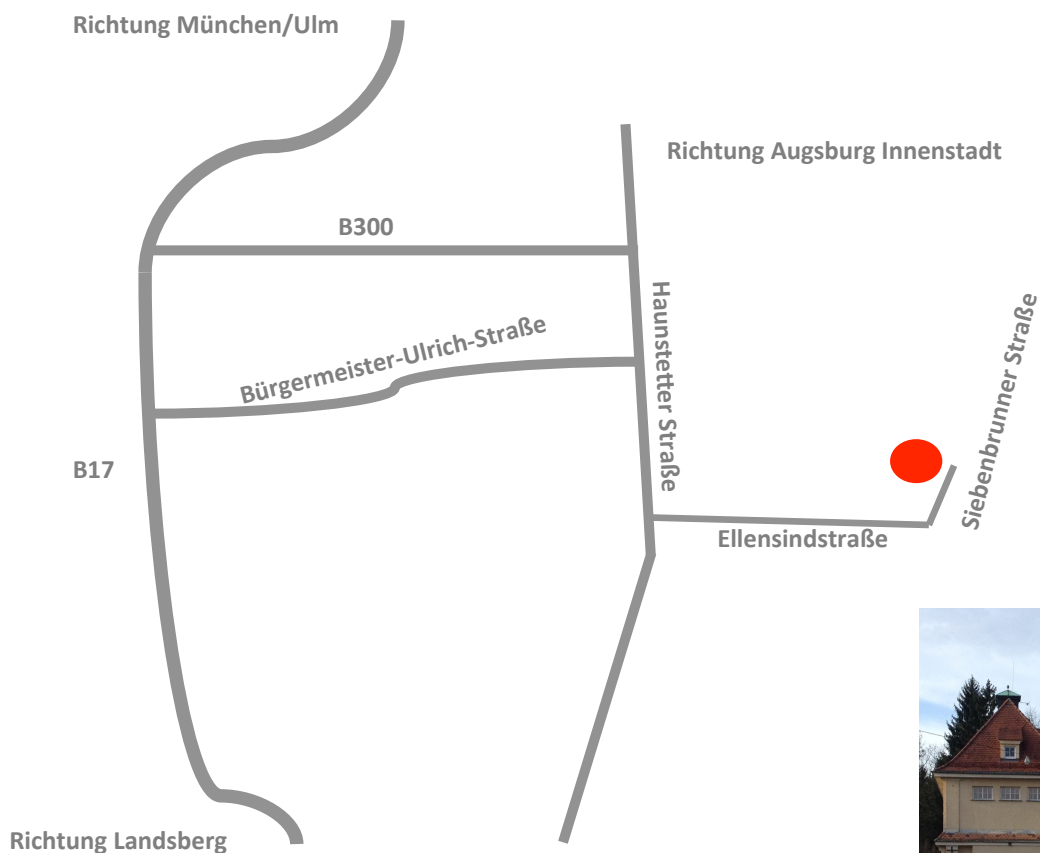 Richtung München/Ulm
Richtung Augsburg Innenstadt
B300
Haunstetter Straße
Siebenbrunner Straße
Bürgermeister-Ulrich-Straße
B17
Ellensindstraße
Richtung Landsberg